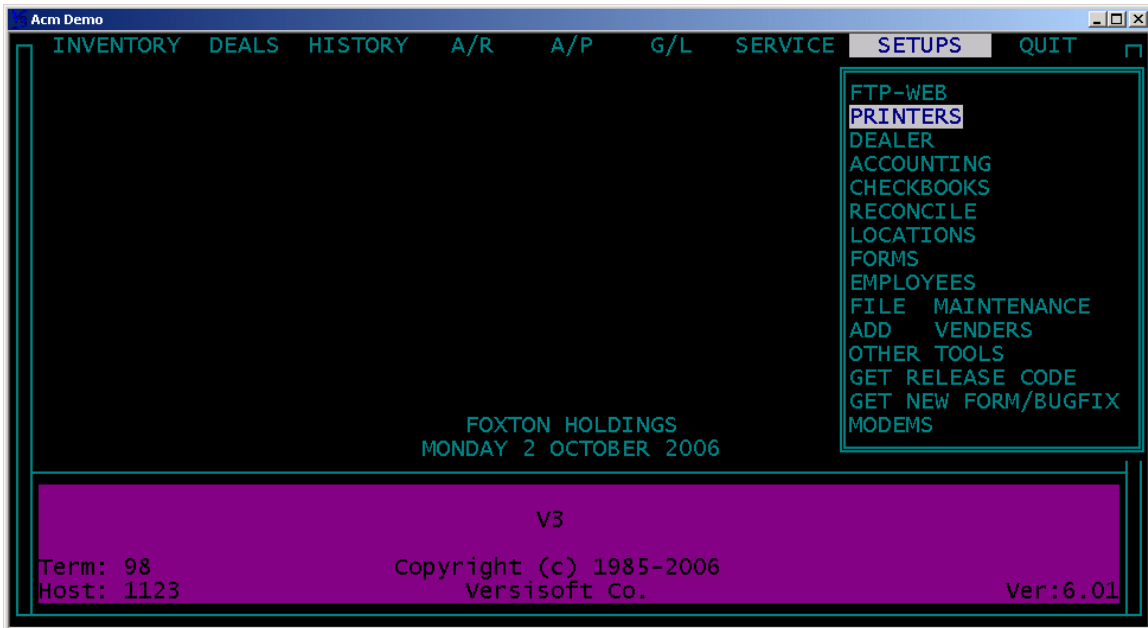 Acm Demo
INVENTORY DEALS HISTORY A/R A/P G/L SERVICE SETUPS QUIT
FTP-WEB
PRINTERS
DEALER
ACCOUNTING
CHECKBOOKS
RECONCILE
LOCATIONS
FORMS
EMPLOYEES
FILE MAINTENANCE
ADD VENDERS
OTHER TOOLS
GET RELEASE CODE
GET NEW FORM/BUGFIX
MODEMS
FOXTON HOLDINGS
MONDAY 2 OCTOBER 2006
V3
Term: 98 Copyright (c) 1985-2006
Host: 1123 Versisoft Co. Ver:6.01